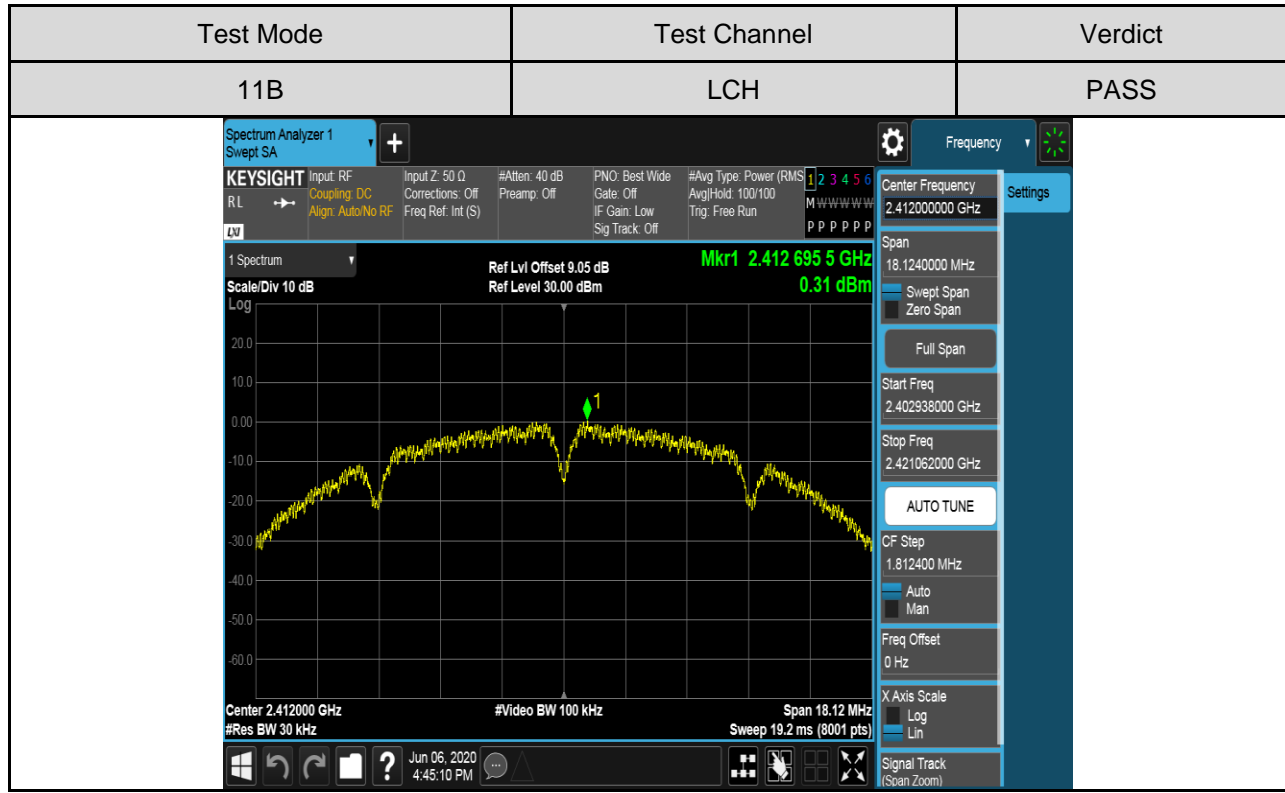 Test Mode Test Channel Verdict
11B LCH PASS
Spectrum Analyzer 1
Swept SA
+
Frequency
KEYSIGHT
RL
LXI
Input: RF
Coupling: DC
Align: Auto/No RF
Input Z: 50 Ω
Corrections: Off
Freq Ref: Int (S)
#Atten: 40 dB
Preamp: Off
PNO: Best Wide
Gate: Off
IF Gain: Low
Sig Track: Off
#Avg Type: Power (RMS
Avg|Hold: 100/100
Trig: Free Run
1 2 3 4 5 6
M W W W W W
P P P P P P
1 Spectrum
Scale/Div 10 dB
Ref Lvl Offset 9.05 dB
Ref Level 30.00 dBm
Mkr1 2.412 695 5 GHz
0.31 dBm
Log
20.0
10.0
0.00
-10.0
-20.0
-30.0
-40.0
-50.0
-60.0
1
Center 2.412000 GHz
#Res BW 30 kHz
#Video BW 100 kHz
Span 18.12 MHz
Sweep 19.2 ms (8001 pts)
Center Frequency
2.412000000 GHz
Settings
Span
18.1240000 MHz
Swept Span
Zero Span
Full Span
Start Freq
2.402938000 GHz
Stop Freq
2.421062000 GHz
AUTO TUNE
CF Step
1.812400 MHz
Auto
Man
Freq Offset
0 Hz
X Axis Scale
Log
Lin
Signal Track
(Span Zoom)
?
Jun 06, 2020
4:45:10 PM